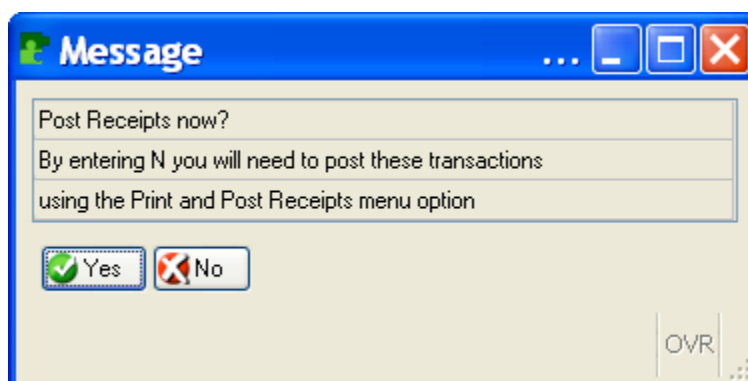 Message
...
Post Receipts now?
By entering N you will need to post these transactions
using the Print and Post Receipts menu option
Yes No
OVR